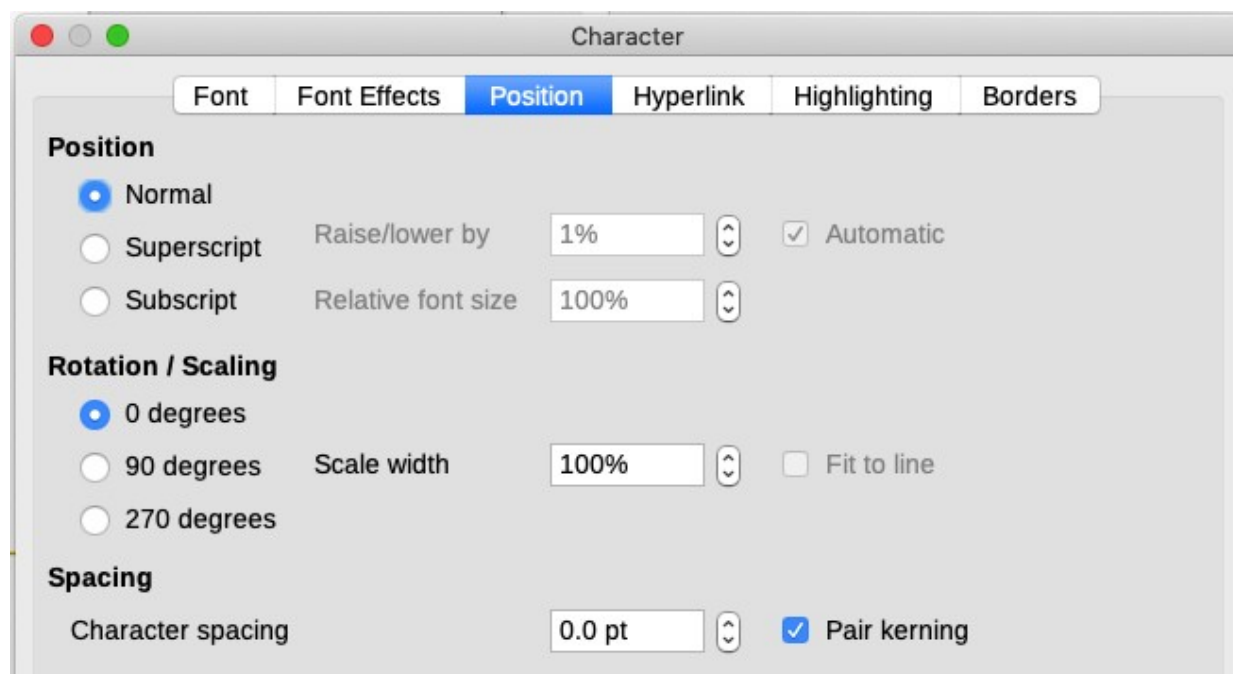 Character
Font Font Effects Position Hyperlink Highlighting Borders
Position
Normal
Raise/lower by 1% Automatic
Superscript
Subscript Relative font size 100%
Rotation / Scaling
0 degrees
90 degrees Scale width 100% Fit to line
270 degrees
Spacing
Character spacing 0.0 pt Pair kerning